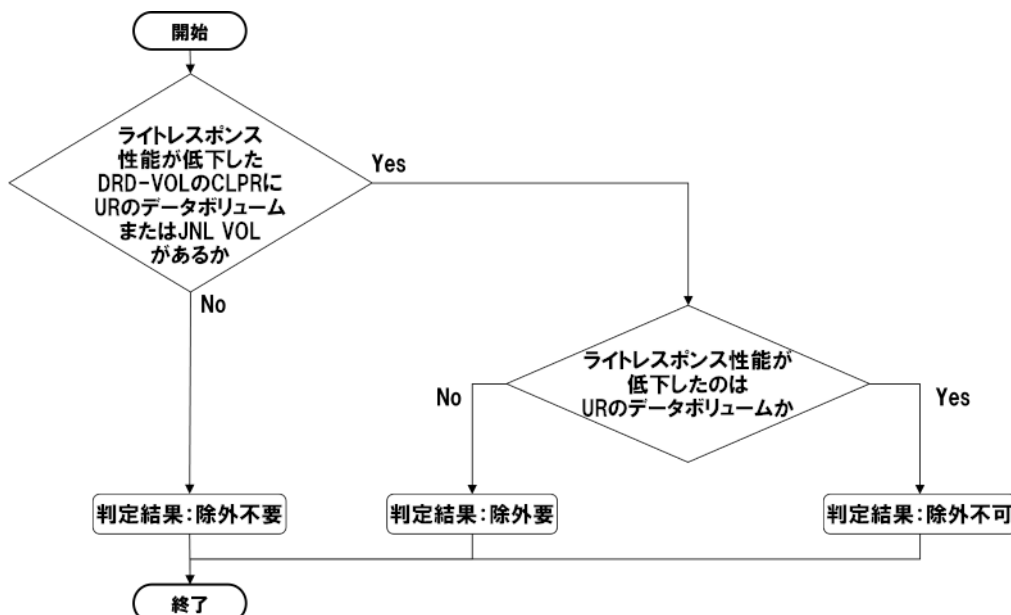 開始
ライトレスポンス
性能が低下した
DRD-VOLのCLPRに
URのデータボリューム
またはJNL VOL
があるか
Yes
No
ライトレスポンス性能が
低下したのは
URのデータボリュームか
No
Yes
判定結果:除外不要
判定結果:除外要
判定結果:除外不可
終了